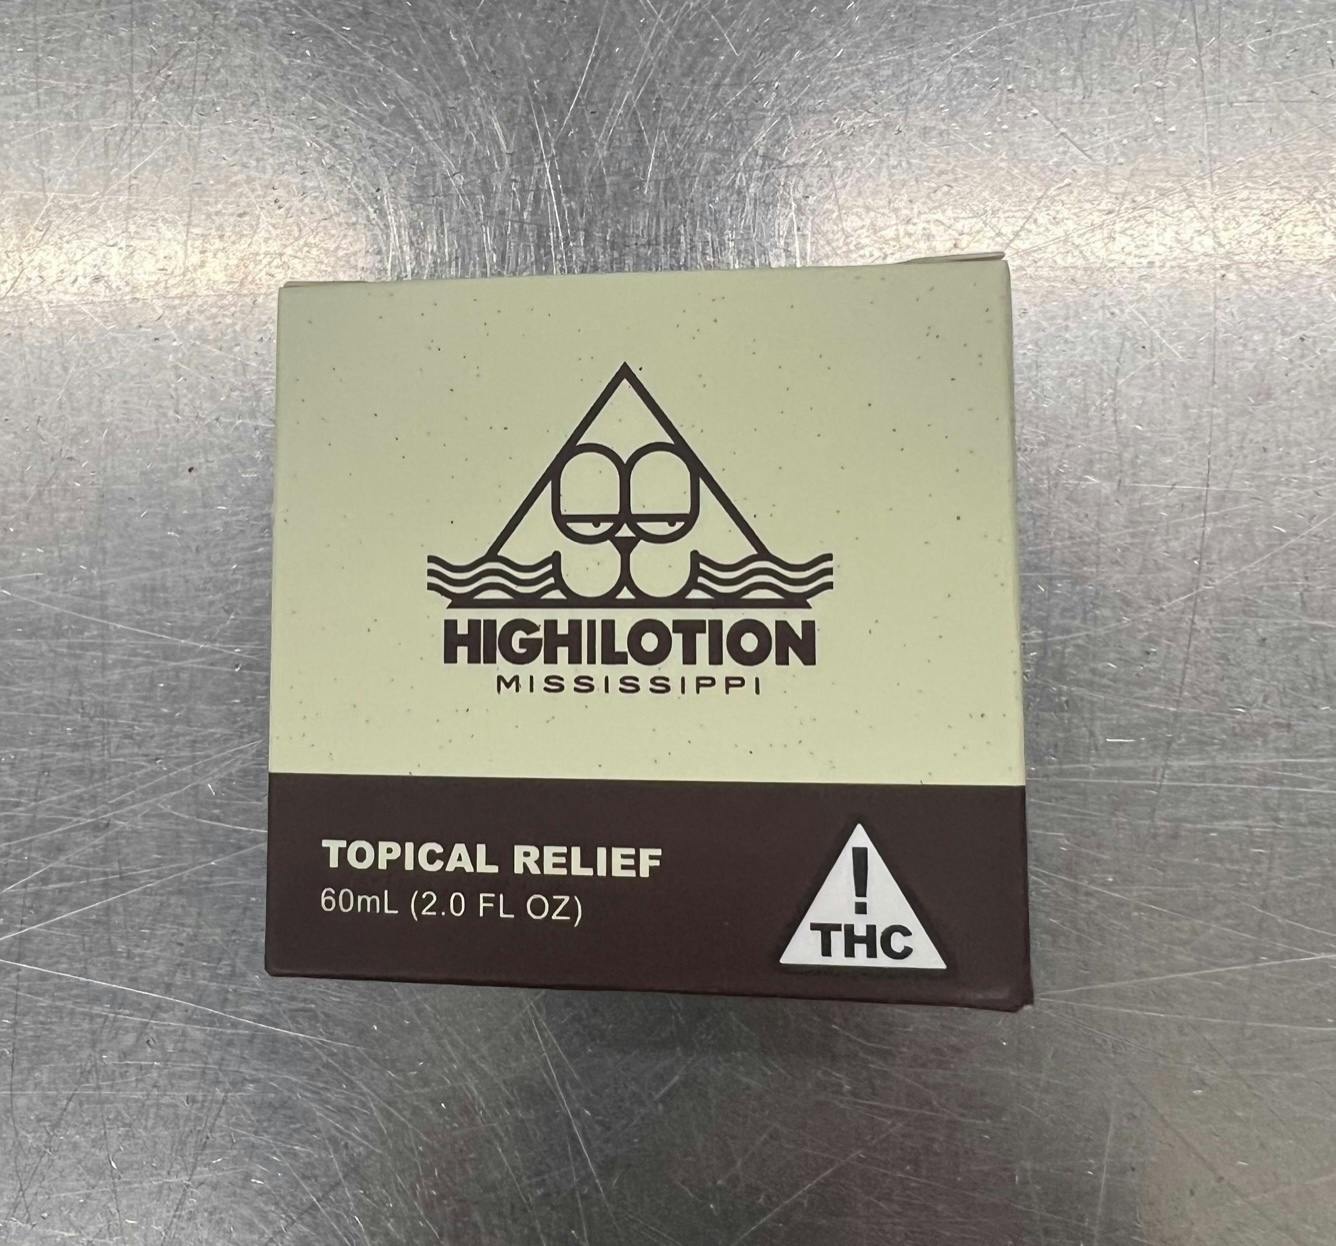 HIGHLOTION
MISSISSIPPI
TOPICAL RELIEF
60mL (2.0 FL OZ)
!
THC